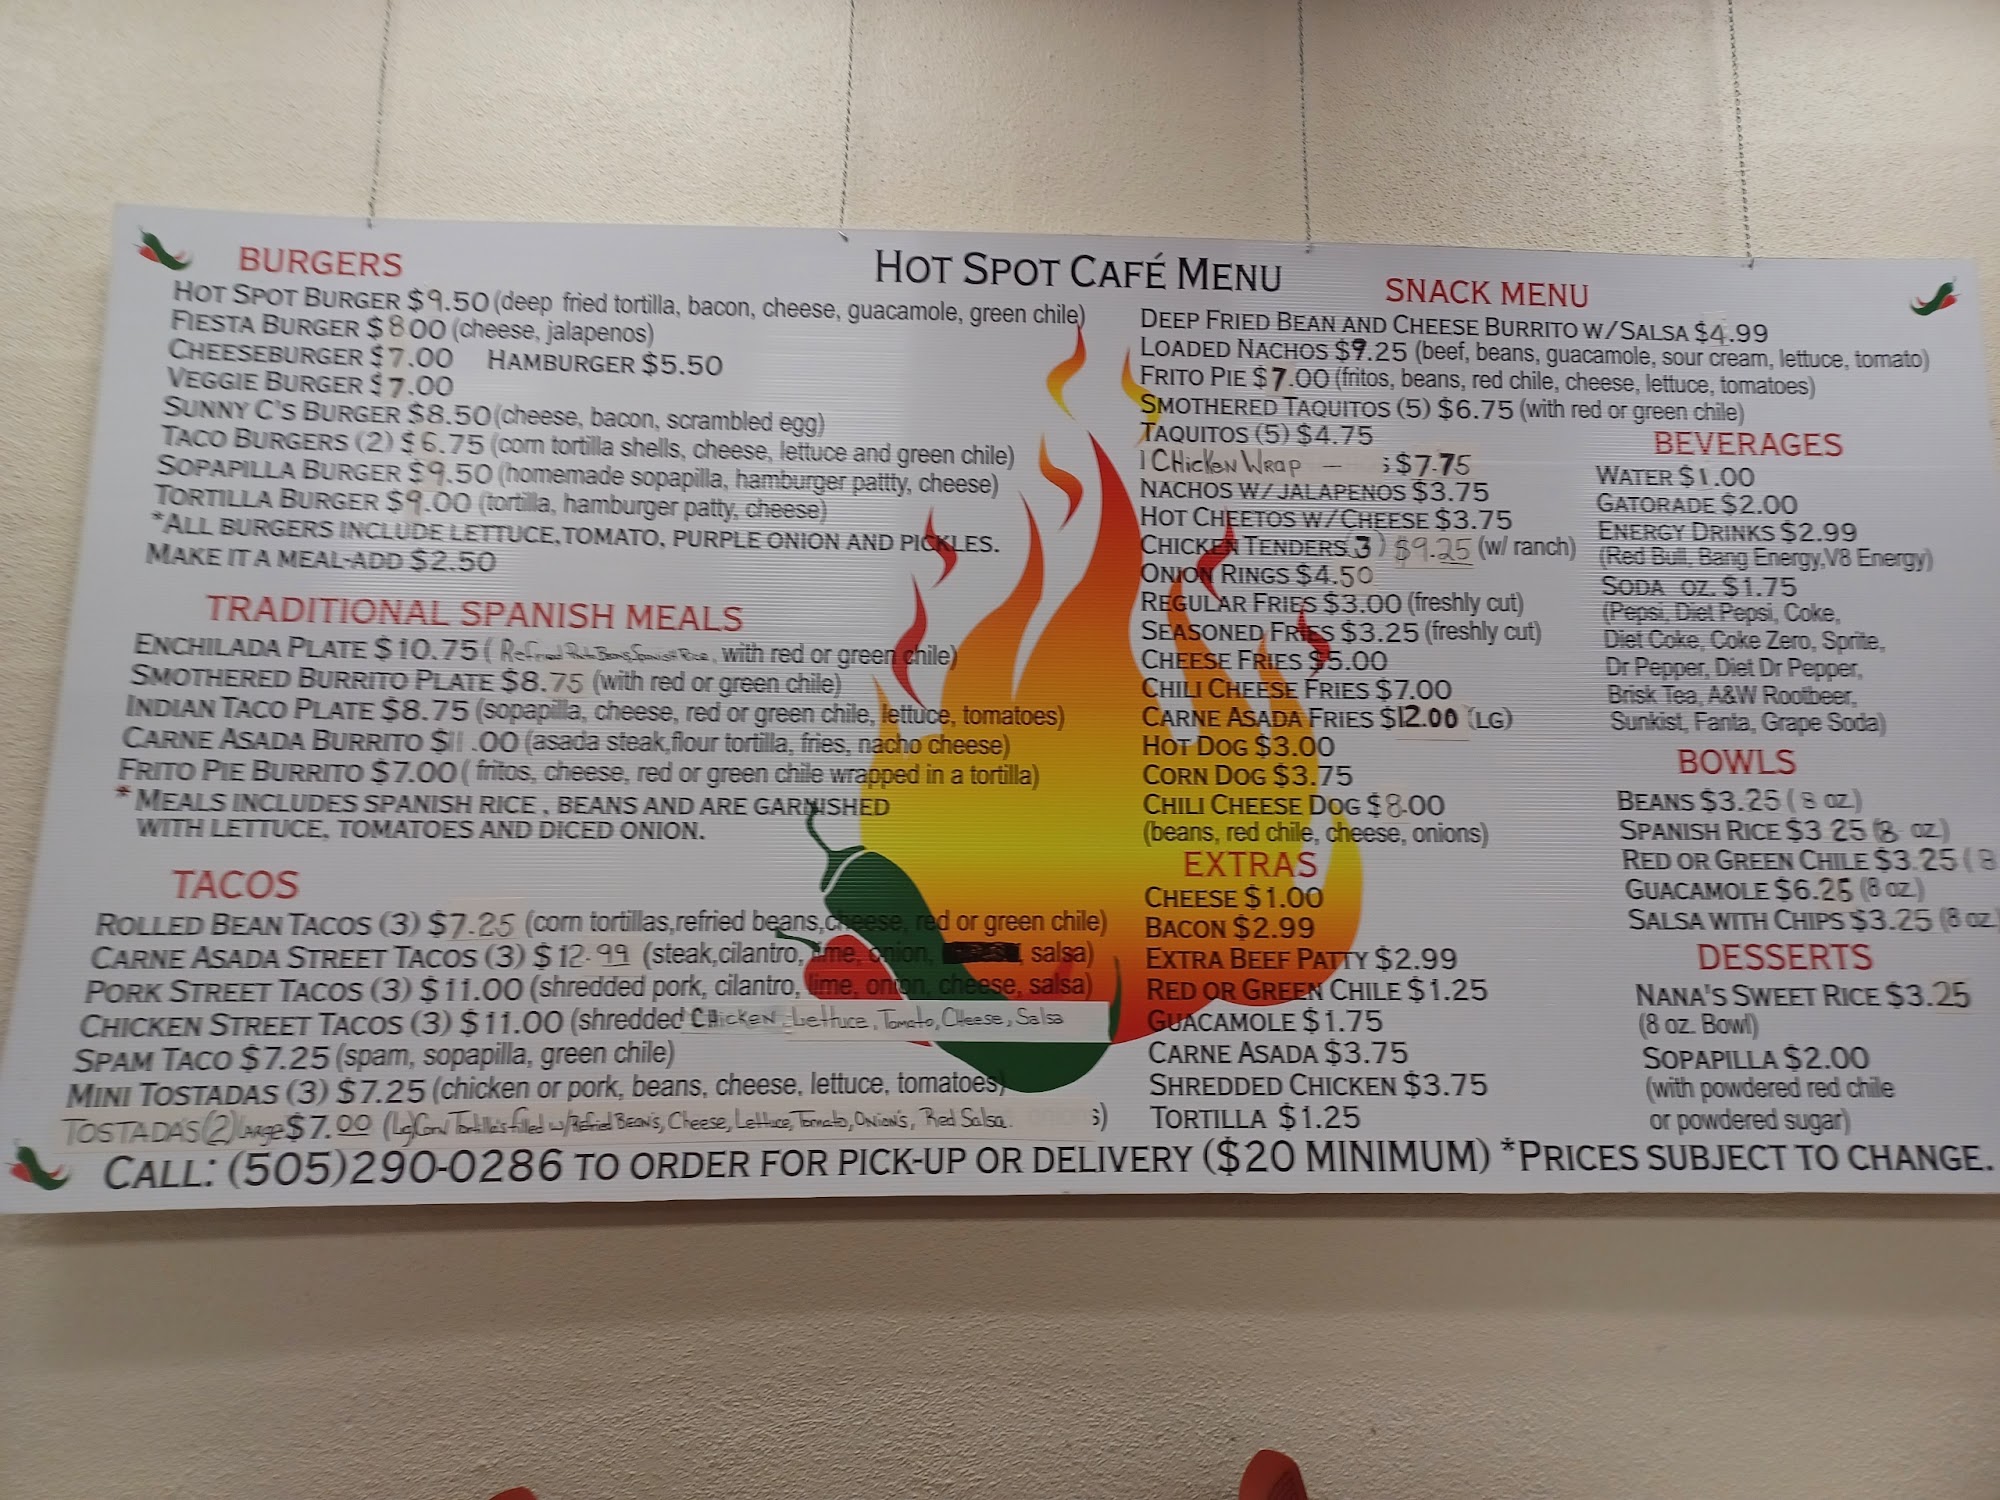 HOT SPOT CAFÉ MENU
BURGERS
HOT SPOT BURGER $9.50 (deep fried tortilla, bacon, cheese, guacamole, green chile)
FIESTA BURGER $8.00 (cheese, jalapenos)
CHEESEBURGER $7.00 HAMBURGER $5.50
VEGGIE BURGER $7.00
SUNNY C'S BURGER $8.50 (cheese, bacon, scrambled egg)
TACO BURGERS (2) $6.75 (corn tortilla shells, cheese, lettuce and green chile)
SOPAPILLA BURGER $9.50 (homemade sopapilla, hamburger pattty, cheese)
TORTILLA BURGER $9.00 (tortilla, hamburger patty, cheese)
*ALL BURGERS INCLUDE LETTUCE, TOMATO, PURPLE ONION AND PICKLES.
MAKE IT A MEAL-ADD $2.50
TRADITIONAL SPANISH MEALS
ENCHILADA PLATE $10.75 (Refried Beans, Spanish Rice, with red or green chile)
SMOTHERED BURRITO PLATE $8.75 (with red or green chile)
INDIAN TACO PLATE $8.75 (sopapilla, cheese, red or green chile, lettuce, tomatoes)
CARNE ASADA BURRITO $11.00 (asada steak,flour tortilla, fries, nacho cheese)
FRITO PIE BURRITO $7.00 ( fritos, cheese, red or green chile wrapped in a tortilla)
* MEALS INCLUDES SPANISH RICE , BEANS AND ARE GARNISHED
WITH LETTUCE, TOMATOES AND DICED ONION.
TACOS
ROLLED BEAN TACOS (3) $7.25 (corn tortillas,refried beans,cheese, red or green chile)
CARNE ASADA STREET TACOS (3) $12.99 (steak,cilantro, lime, onion, salsa)
PORK STREET TACOS (3) $11.00 (shredded pork, cilantro, lime, onion, cheese, salsa)
CHICKEN STREET TACOS (3) $11.00 (shredded CHICKEN, Lettuce, Tomato, Cheese, Salsa
SPAM TACO $7.25 (spam, sopapilla, green chile)
MINI TOSTADAS (3) $7.25 (chicken or pork, beans, cheese, lettuce, tomatoes)
TOSTADA'S (2) Large $7.00 (Lg) Corn Tortilla's filled w/Refried Bean's, Cheese, Lettuce, Tomato, Onion's, Red Salsa. s)
SNACK MENU
DEEP FRIED BEAN AND CHEESE BURRITO W/SALSA $4.99
LOADED NACHOS $9.25 (beef, beans, guacamole, sour cream, lettuce, tomato)
FRITO PIE $7.00 (fritos, beans, red chile, cheese, lettuce, tomatoes)
SMOTHERED TAQUITOS (5) $6.75 (with red or green chile)
TAQUITOS (5) $4.75
1 CHicken Wrap — $7.75
NACHOS W/ JALAPENOS $3.75
HOT CHEETOS W/CHEESE $3.75
CHICKEN TENDERS (3) $9.25 (w/ ranch)
ONION RINGS $4.50
REGULAR FRIES $3.00 (freshly cut)
SEASONED FRIES $3.25 (freshly cut)
CHEESE FRIES $5.00
CHILI CHEESE FRIES $7.00
CARNE ASADA FRIES $12.00 (LG)
HOT DOG $3.00
CORN DOG $3.75
CHILI CHEESE DOG $8.00
(beans, red chile, cheese, onions)
EXTRAS
CHEESE $1.00
BACON $2.99
EXTRA BEEF PATTY $2.99
RED OR GREEN CHILE $1.25
GUACAMOLE $1.75
CARNE ASADA $3.75
SHREDDED CHICKEN $3.75
TORTILLA $1.25
BEVERAGES
WATER $1.00
GATORADE $2.00
ENERGY DRINKS $2.99
(Red Bull, Bang Energy,V8 Energy)
SODA OZ. $1.75
(Pepsi, Diet Pepsi, Coke,
Diet Coke, Coke Zero, Sprite,
Dr Pepper, Diet Dr Pepper,
Brisk Tea, A&W Rootbeer,
Sunkist, Fanta, Grape Soda)
BOWLS
BEANS $3.25 (8 OZ.)
SPANISH RICE $3.25 (8 OZ.)
RED OR GREEN CHILE $3.25 (8
GUACAMOLE $6.25 (8 OZ.)
SALSA WITH CHIPS $3.25 (8 OZ.
DESSERTS
NANA'S SWEET RICE $3.25
(8 oz. Bowl)
SOPAPILLA $2.00
(with powdered red chile
or powdered sugar)
CALL: (505)290-0286 TO ORDER FOR PICK-UP OR DELIVERY ($20 MINIMUM) *PRICES SUBJECT TO CHANGE.